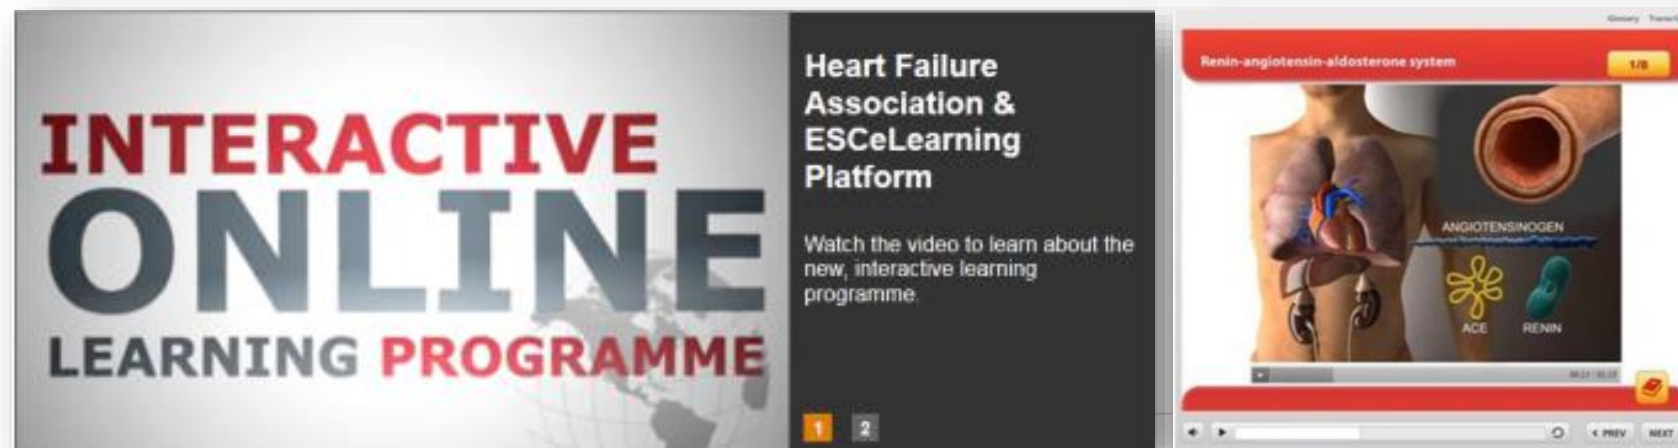 INTERACTIVE
ONLINE
LEARNING PROGRAMME
Heart Failure
Association &
ESCeLearning
Platform
Watch the video to learn about the
new, interactive learning
programme.
1 2
Glossary
Renin-angiotensin-aldosterone system
1/8
ANGIOTENSINOGEN
ACE RENIN
< PREV NEXT